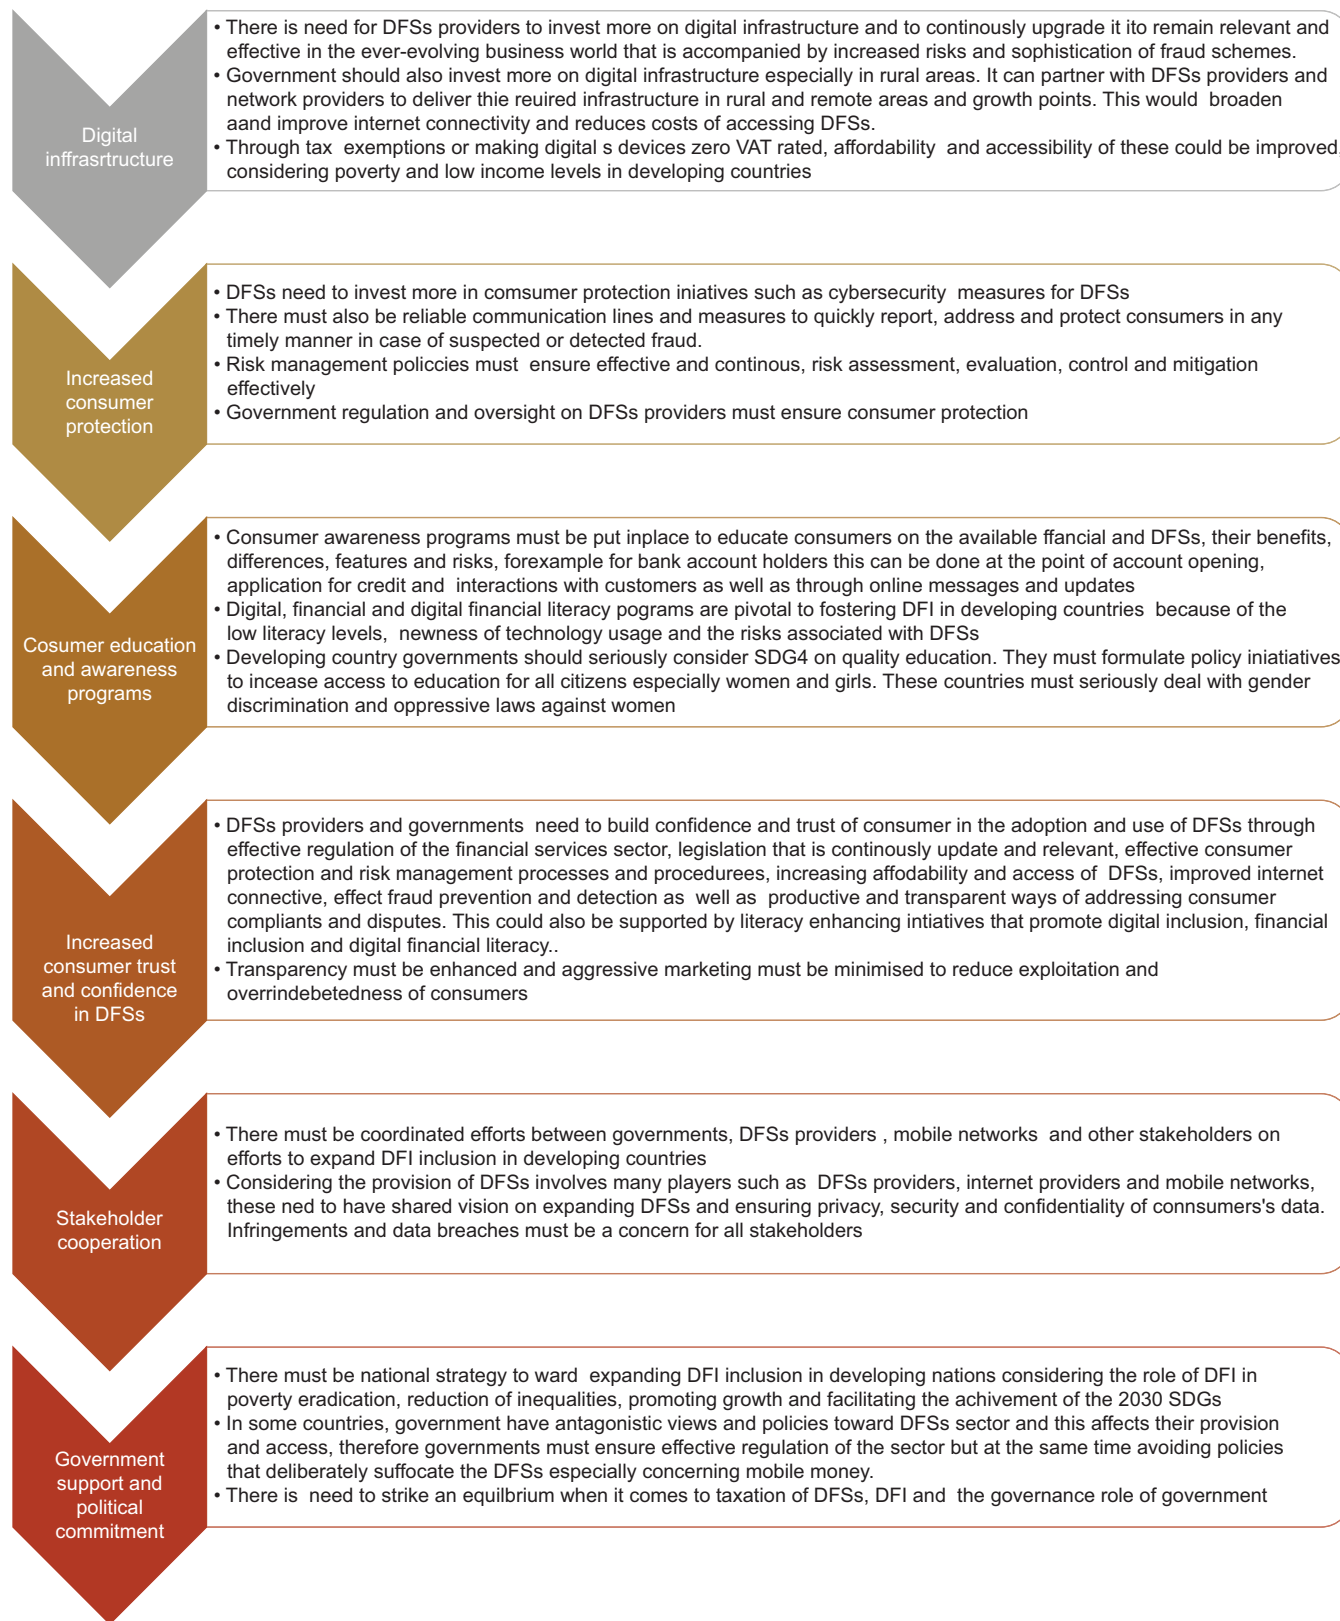 Digital
inffrasrtructure
• There is need for DFSs providers to invest more on digital infrastructure and to continously upgrade it ito remain relevant and
effective in the ever-evolving business world that is accompanied by increased risks and sophistication of fraud schemes.
• Government should also invest more on digital infrastructure especially in rural areas. It can partner with DFSs providers and
network providers to deliver thie reuired infrastructure in rural and remote areas and growth points. This would broaden
aand improve internet connectivity and reduces costs of accessing DFSs.
• Through tax exemptions or making digital s devices zero VAT rated, affordability and accessibility of these could be improved,
considering poverty and low income levels in developing countries
Increased
consumer
protection
• DFSs need to invest more in comsumer protection iniatives such as cybersecurity measures for DFSs
• There must also be reliable communication lines and measures to quickly report, address and protect consumers in any
timely manner in case of suspected or detected fraud.
• Risk management policcies must ensure effective and continous, risk assessment, evaluation, control and mitigation
effectively
• Government regulation and oversight on DFSs providers must ensure consumer protection
Cosumer education
and awareness
programs
• Consumer awareness programs must be put inplace to educate consumers on the available ffancial and DFSs, their benefits,
differences, features and risks, forexample for bank account holders this can be done at the point of account opening,
application for credit and interactions with customers as well as through online messages and updates
• Digital, financial and digital financial literacy pograms are pivotal to fostering DFI in developing countries because of the
low literacy levels, newness of technology usage and the risks associated with DFSs
• Developing country governments should seriously consider SDG4 on quality education. They must formulate policy iniatiatives
to incease access to education for all citizens especially women and girls. These countries must seriously deal with gender
discrimination and oppressive laws against women
Increased
consumer trust
and confidence
in DFSs
• DFSs providers and governments need to build confidence and trust of consumer in the adoption and use of DFSs through
effective regulation of the financial services sector, legislation that is continously update and relevant, effective consumer
protection and risk management processes and procedurees, increasing affodability and access of DFSs, improved internet
connective, effect fraud prevention and detection as well as productive and transparent ways of addressing consumer
compliants and disputes. This could also be supported by literacy enhancing intiatives that promote digital inclusion, financial
inclusion and digital financial literacy..
• Transparency must be enhanced and aggressive marketing must be minimised to reduce exploitation and
overrindebetedness of consumers
Stakeholder
cooperation
• There must be coordinated efforts between governments, DFSs providers , mobile networks and other stakeholders on
efforts to expand DFI inclusion in developing countries
• Considering the provision of DFSs involves many players such as DFSs providers, internet providers and mobile networks,
these ned to have shared vision on expanding DFSs and ensuring privacy, security and confidentiality of connsumers's data.
Infringements and data breaches must be a concern for all stakeholders
Government
support and
political
commitment
• There must be national strategy to ward expanding DFI inclusion in developing nations considering the role of DFI in
poverty eradication, reduction of inequalities, promoting growth and facilitating the achivement of the 2030 SDGs
• In some countries, government have antagonistic views and policies toward DFSs sector and this affects their provision
and access, therefore governments must ensure effective regulation of the sector but at the same time avoiding policies
that deliberately suffocate the DFSs especially concerning mobile money.
• There is need to strike an equilbrium when it comes to taxation of DFSs, DFI and the governance role of government